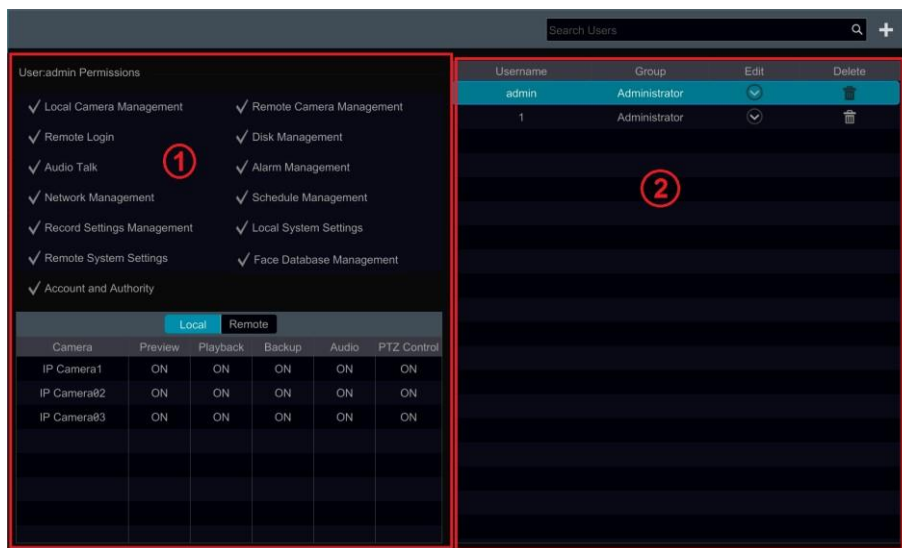 Search Users
User:admin Permissions
Local Camera Management Remote Camera Management
Remote Login Disk Management
Audio Talk Alarm Management
Network Management Schedule Management
Record Settings Management Local System Settings
Remote System Settings Face Database Management
Account and Authority
1
Local Remote
Camera Preview Playback Backup Audio PTZ Control
IP Camera1 ON ON ON ON ON
IP Camera02 ON ON ON ON ON
IP Camera03 ON ON ON ON ON
Username Group Edit Delete
admin Administrator
1 Administrator
2